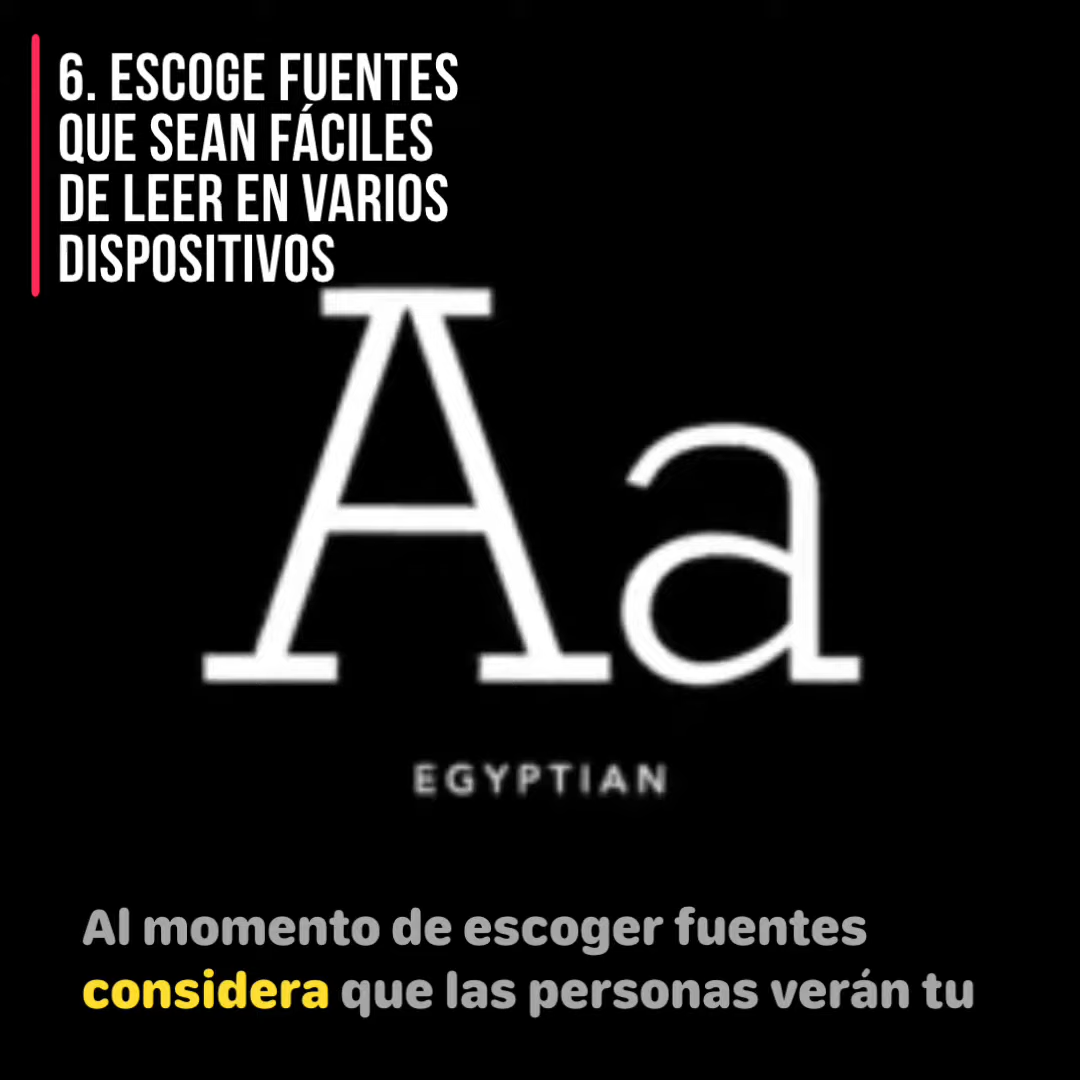 6. ESCOGE FUENTES
QUE SEAN FÁCILES
DE LEER EN VARIOS
DISPOSITIVOS
Aa
EGYPTIAN
Al momento de escoger fuentes
considera que las personas verán tu